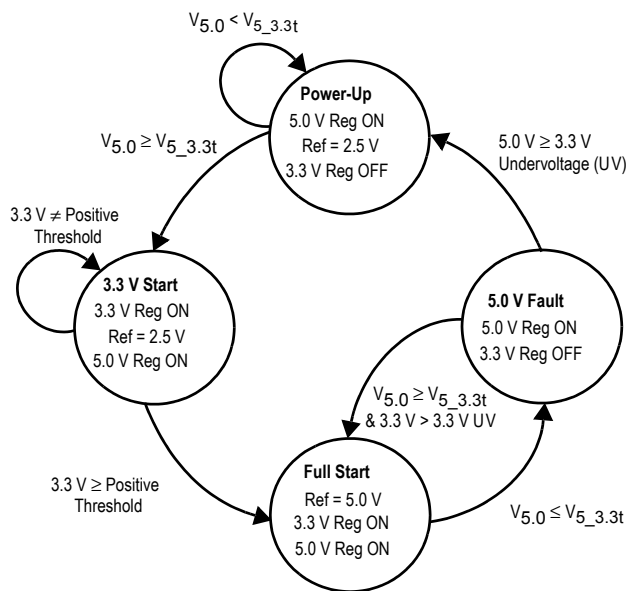 V5.0 < V5_3.3t
Power-Up
5.0 V Reg ON
Ref = 2.5 V
3.3 V Reg OFF
V5.0 ≥ V5_3.3t
5.0 V ≥ 3.3 V
Undervoltage (UV)
3.3 V ≠ Positive
Threshold
3.3 V Start
3.3 V Reg ON
Ref = 2.5 V
5.0 V Reg ON
5.0 V Fault
5.0 V Reg ON
3.3 V Reg OFF
V5.0 ≥ V5_3.3t
& 3.3 V > 3.3 V UV
3.3 V ≥ Positive
Threshold
Full Start
Ref = 5.0 V
3.3 V Reg ON
5.0 V Reg ON
V5.0 ≤ V5_3.3t